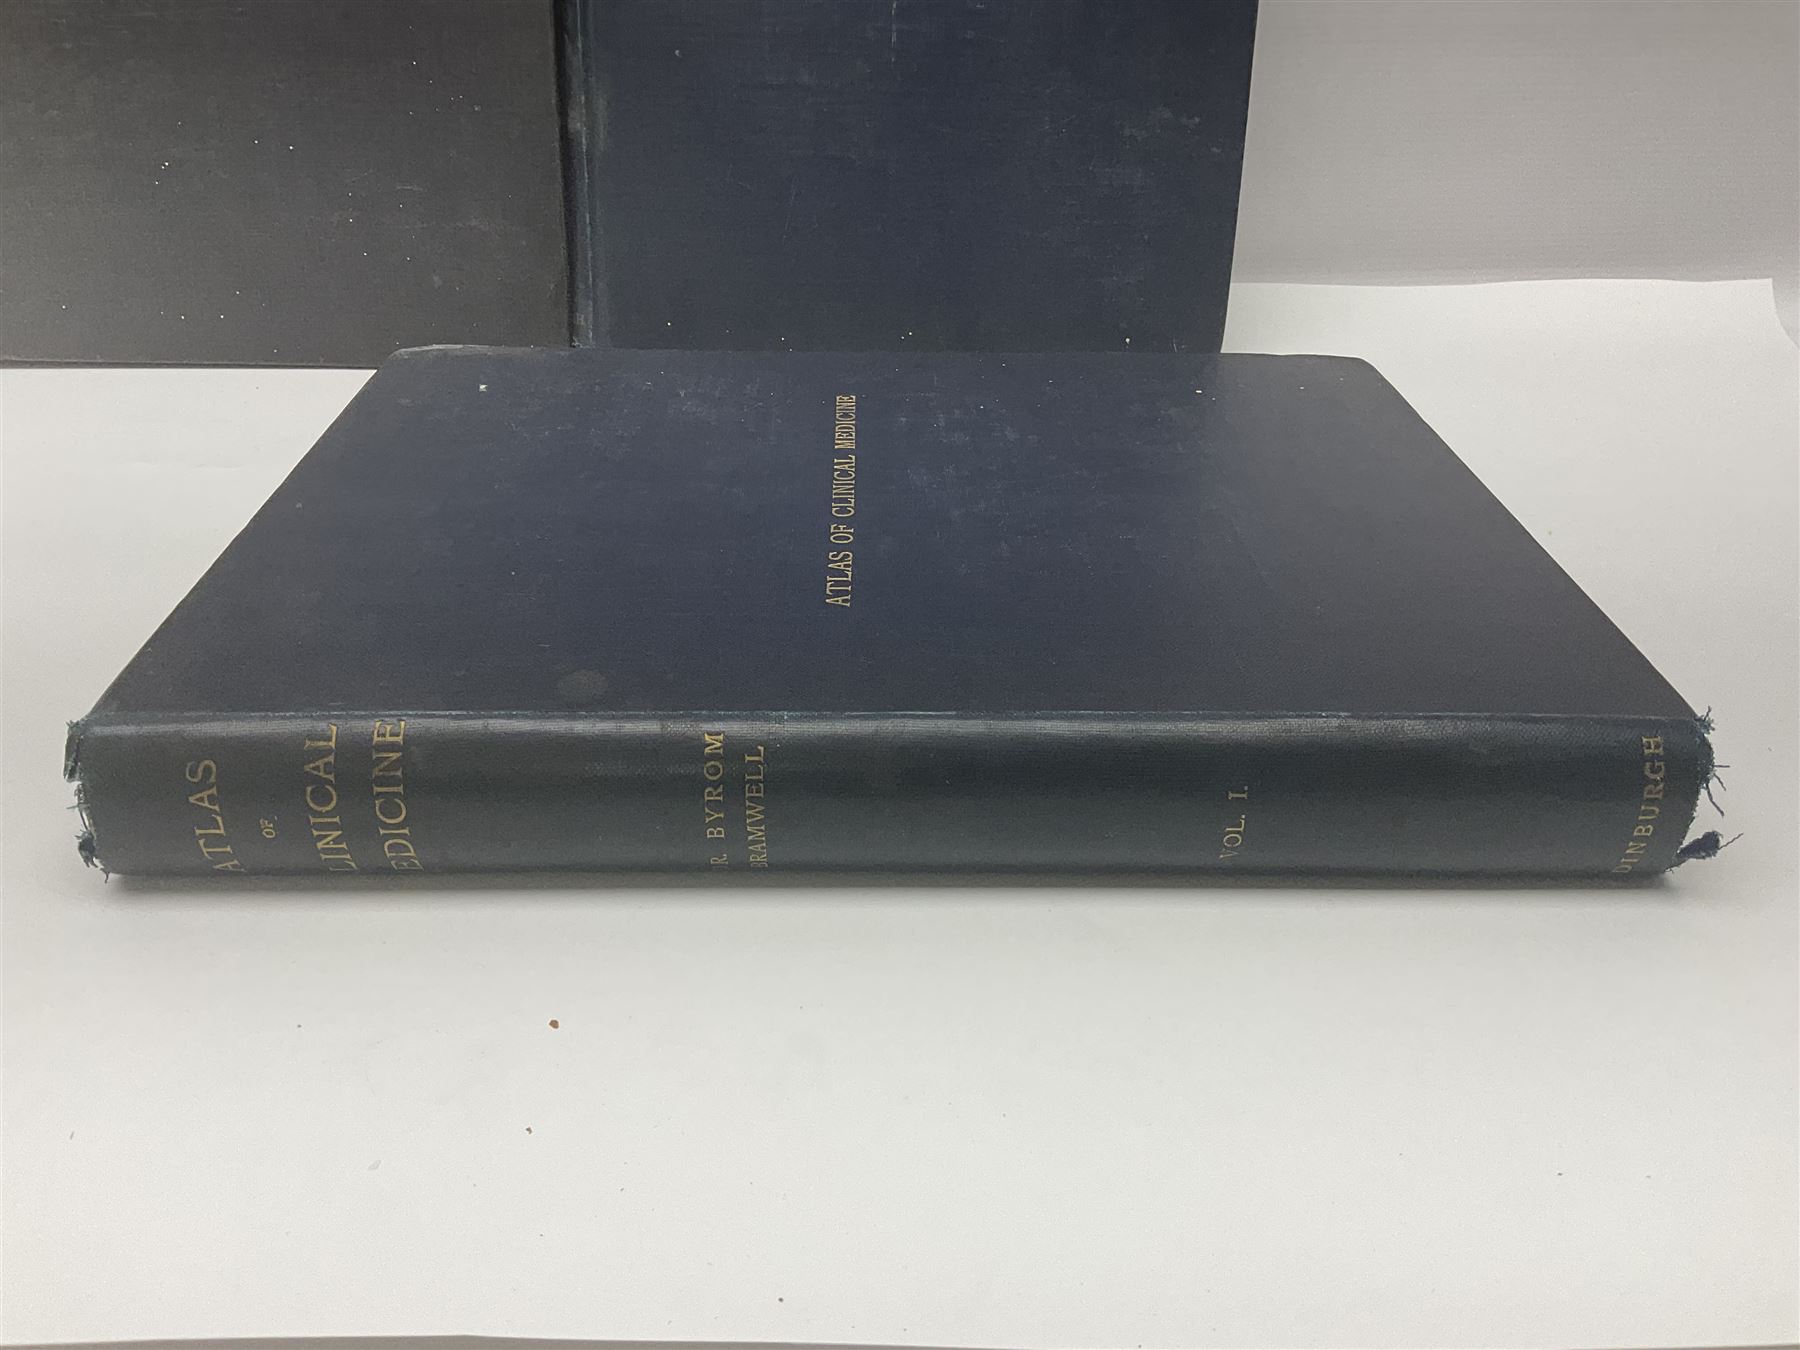 ATLAS OF CLINICAL MEDICINE
ATLAS
OF
LINICAL
EDICINE
R. BYROM
BRAMWELL
VOL. I.
DINBURGH